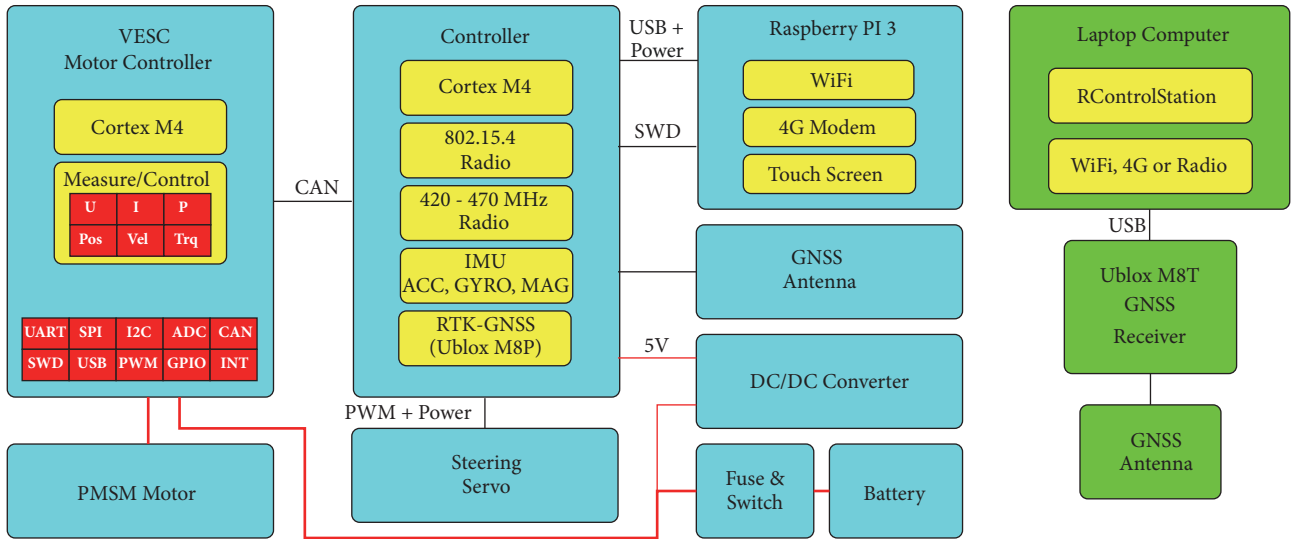 VESC
Motor Controller
Cortex M4
Measure/Control
U I P
Pos Vel Trq
UART SPI I2C ADC CAN
SWD USB PWM GPIO INT
PMSM Motor
CAN
Controller
Cortex M4
802.15.4
Radio
420 - 470 MHz
Radio
IMU
ACC, GYRO, MAG
RTK-GNSS
(Ublox M8P)
PWM + Power
Steering
Servo
USB +
Power
SWD
5V
Raspberry PI 3
WiFi
4G Modem
Touch Screen
GNSS
Antenna
DC/DC Converter
Fuse &
Switch
Battery
Laptop Computer
RControlStation
WiFi, 4G or Radio
USB
Ublox M8T
GNSS
Receiver
GNSS
Antenna